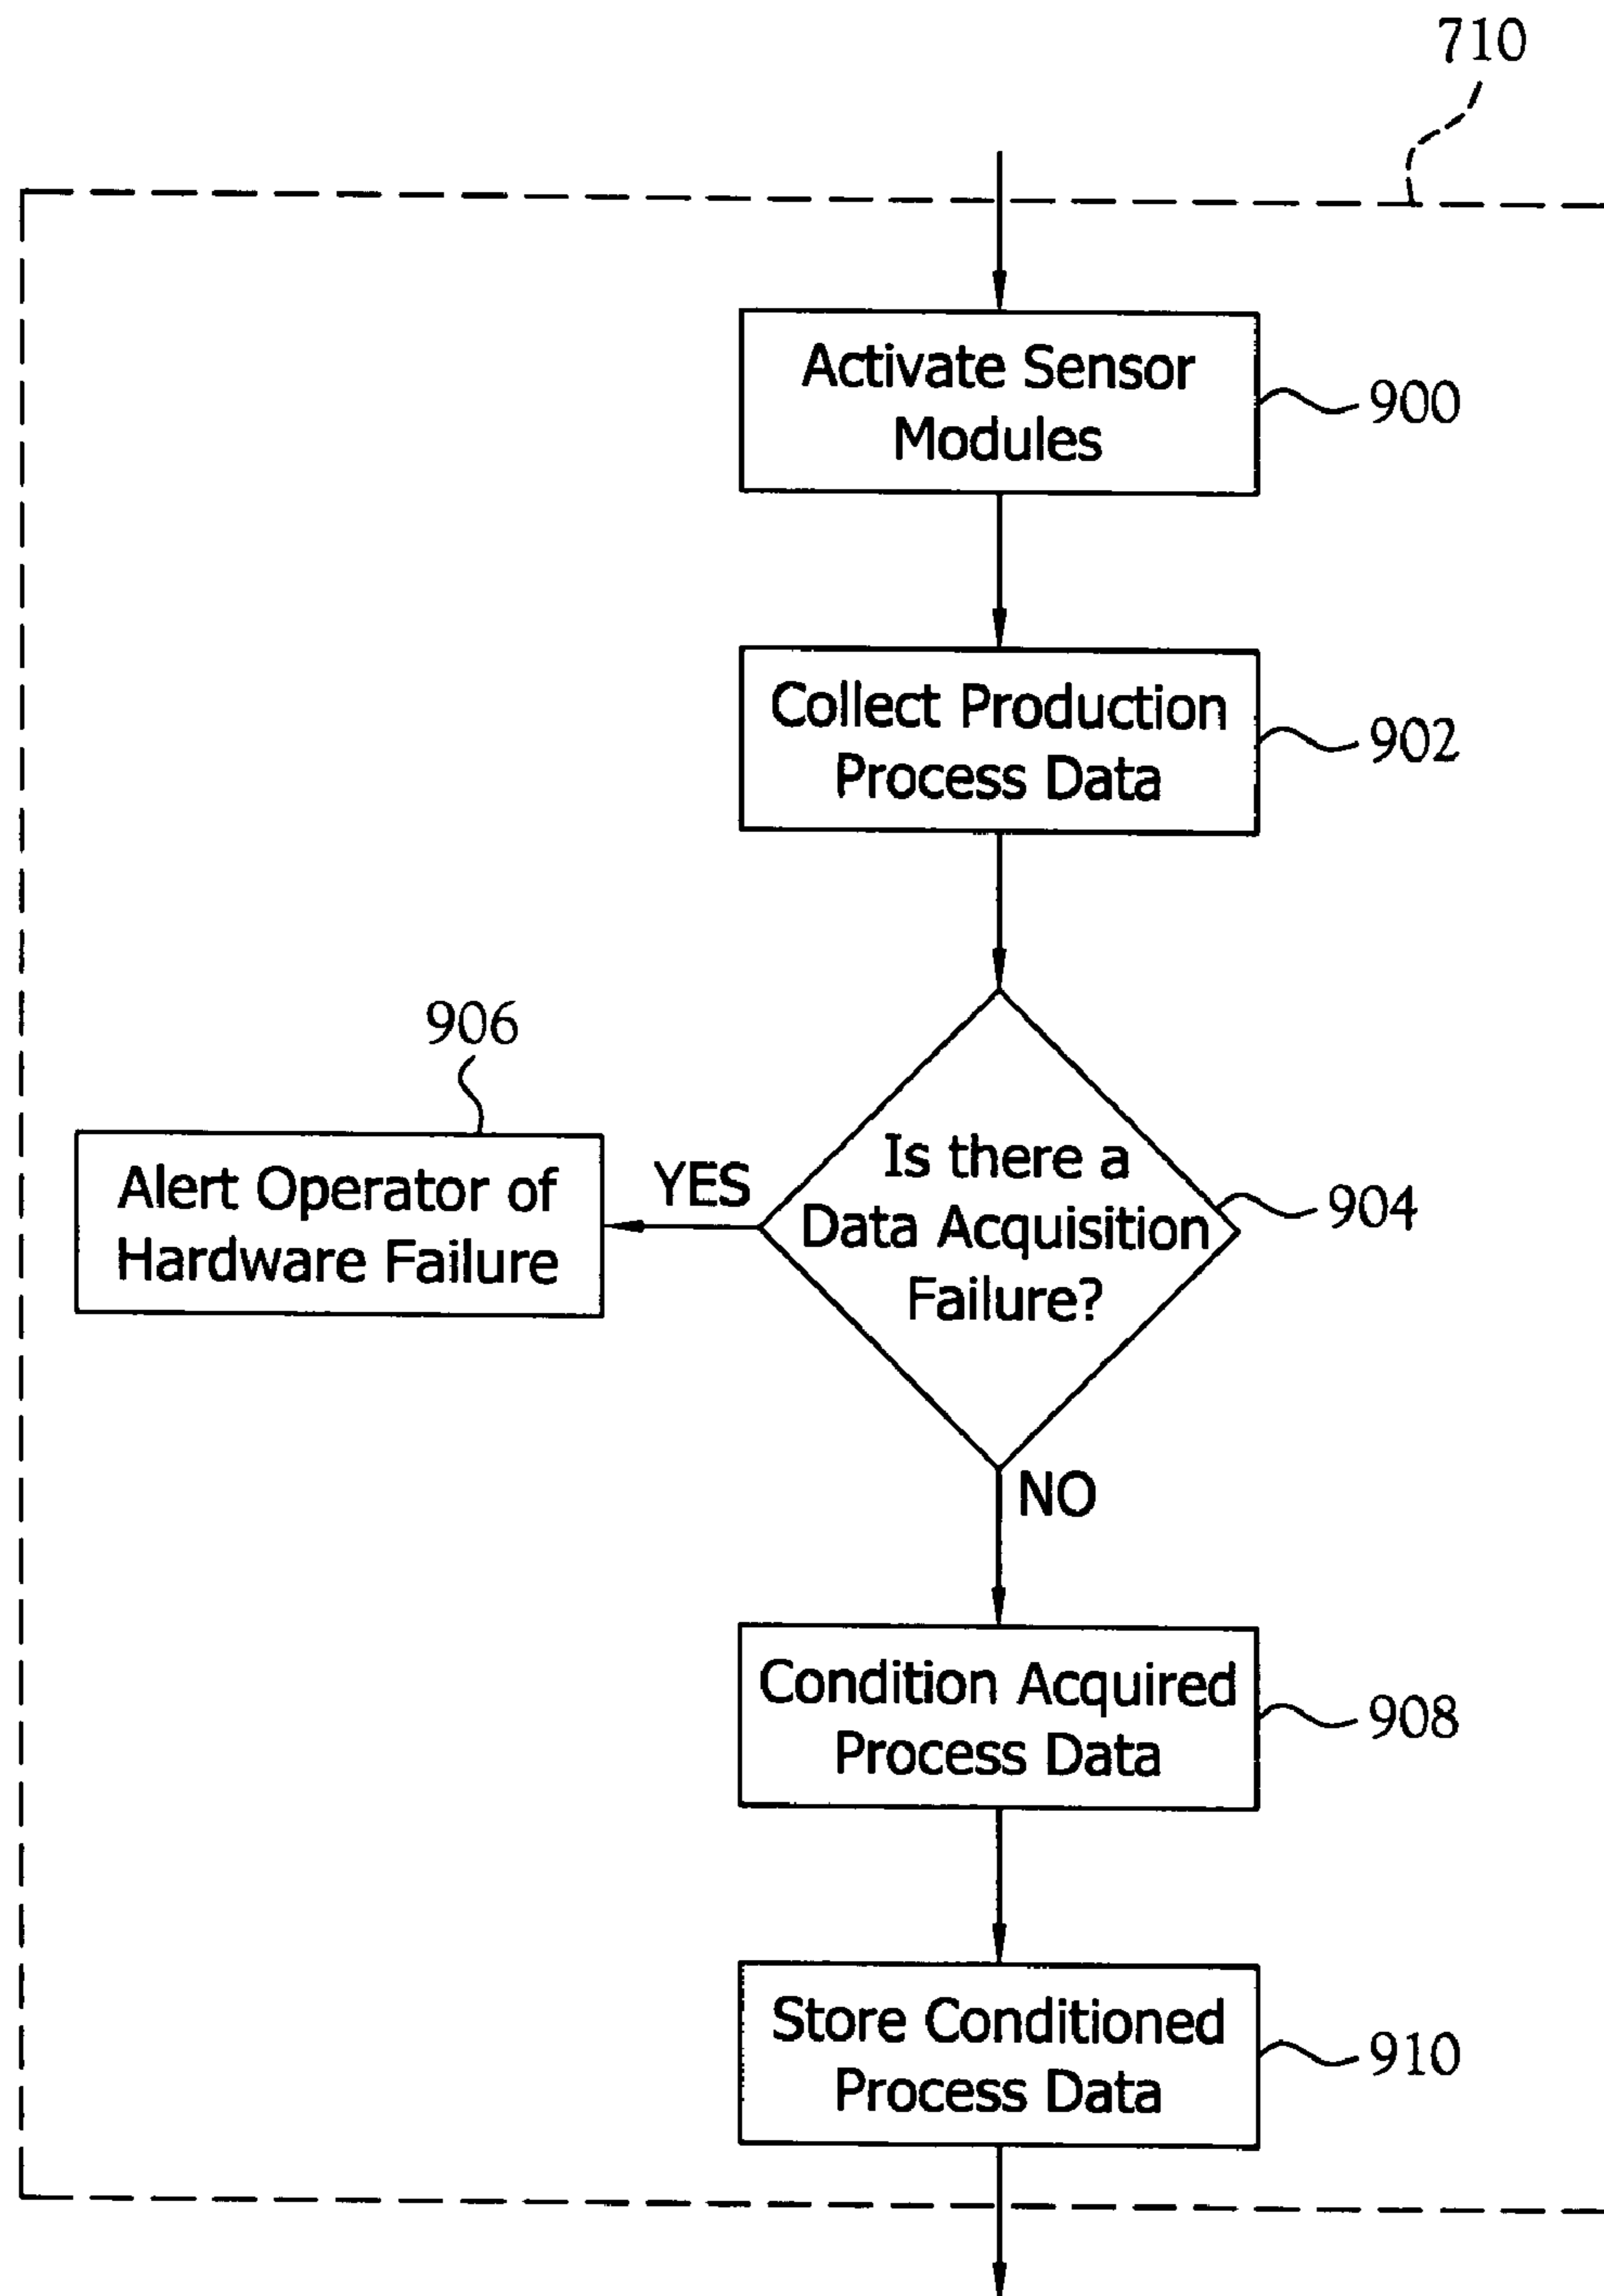 710
Activate Sensor
Modules
900
Collect Production
Process Data
902
906
Alert Operator of
Hardware Failure
YES
Is there a
Data Acquisition
Failure?
904
NO
Condition Acquired
Process Data
908
Store Conditioned
Process Data
910